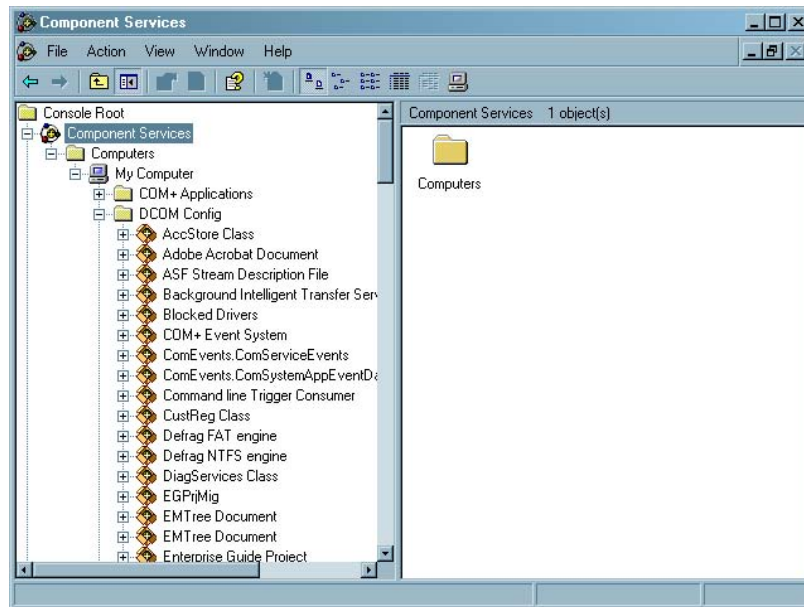 Component Services
File Action View Window Help
Console Root
Component Services
Computers
My Computer
COM+ Applications
DCOM Config
AccStore Class
Adobe Acrobat Document
ASF Stream Description File
Background Intelligent Transfer Serv
Blocked Drivers
COM+ Event System
ComEvents.ComServiceEvents
ComEvents.ComSystemAppEventDa
Command line Trigger Consumer
CustReg Class
Defrag FAT engine
Defrag NTFS engine
DiagServices Class
EGPrjMig
EMTree Document
EMTree Document
Enterprise Guide Project
Component Services 1 object(s)
Computers